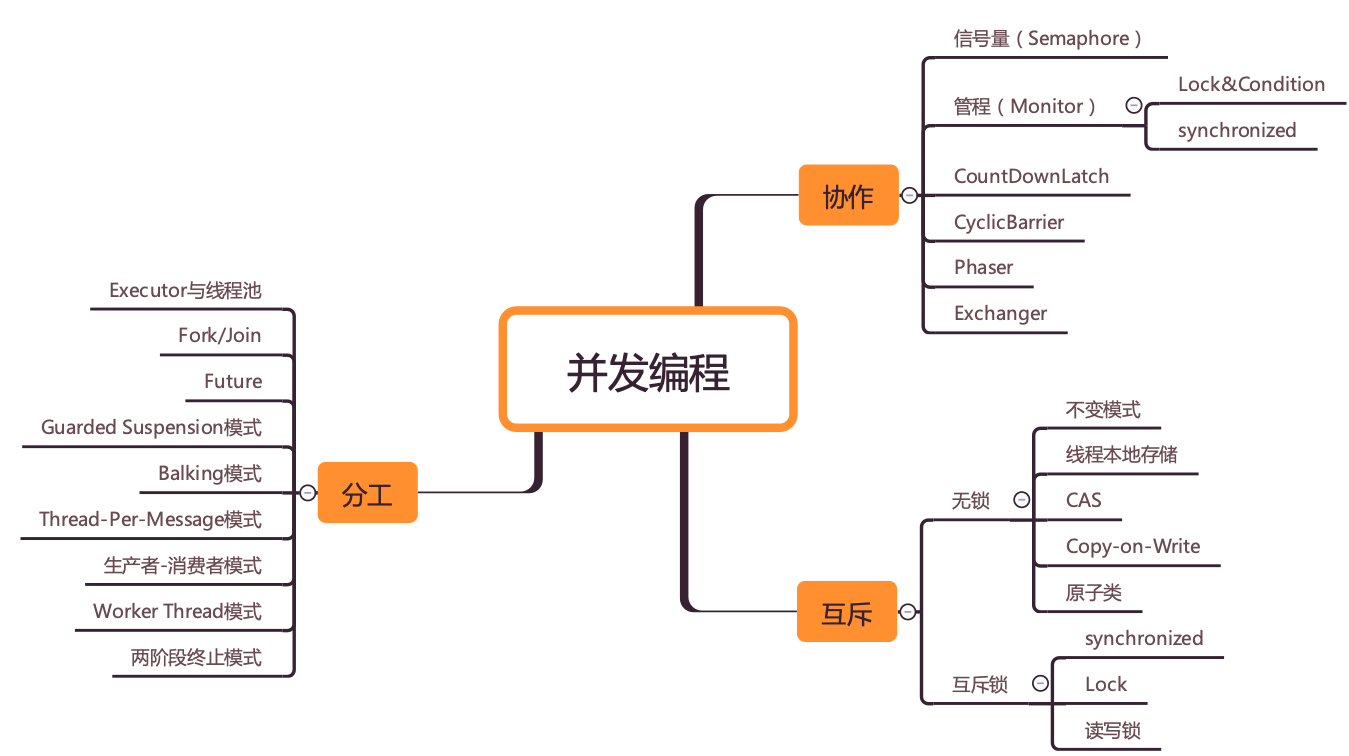 并发编程
协作
信号量（Semaphore）
管程（Monitor）
Lock&Condition
synchronized
CountDownLatch
CyclicBarrier
Phaser
Exchanger
分工
Executor与线程池
Fork/Join
Future
Guarded Suspension模式
Balking模式
Thread-Per-Message模式
生产者-消费者模式
Worker Thread模式
两阶段终止模式
互斥
无锁
不变模式
线程本地存储
CAS
Copy-on-Write
原子类
互斥锁
synchronized
Lock
读写锁